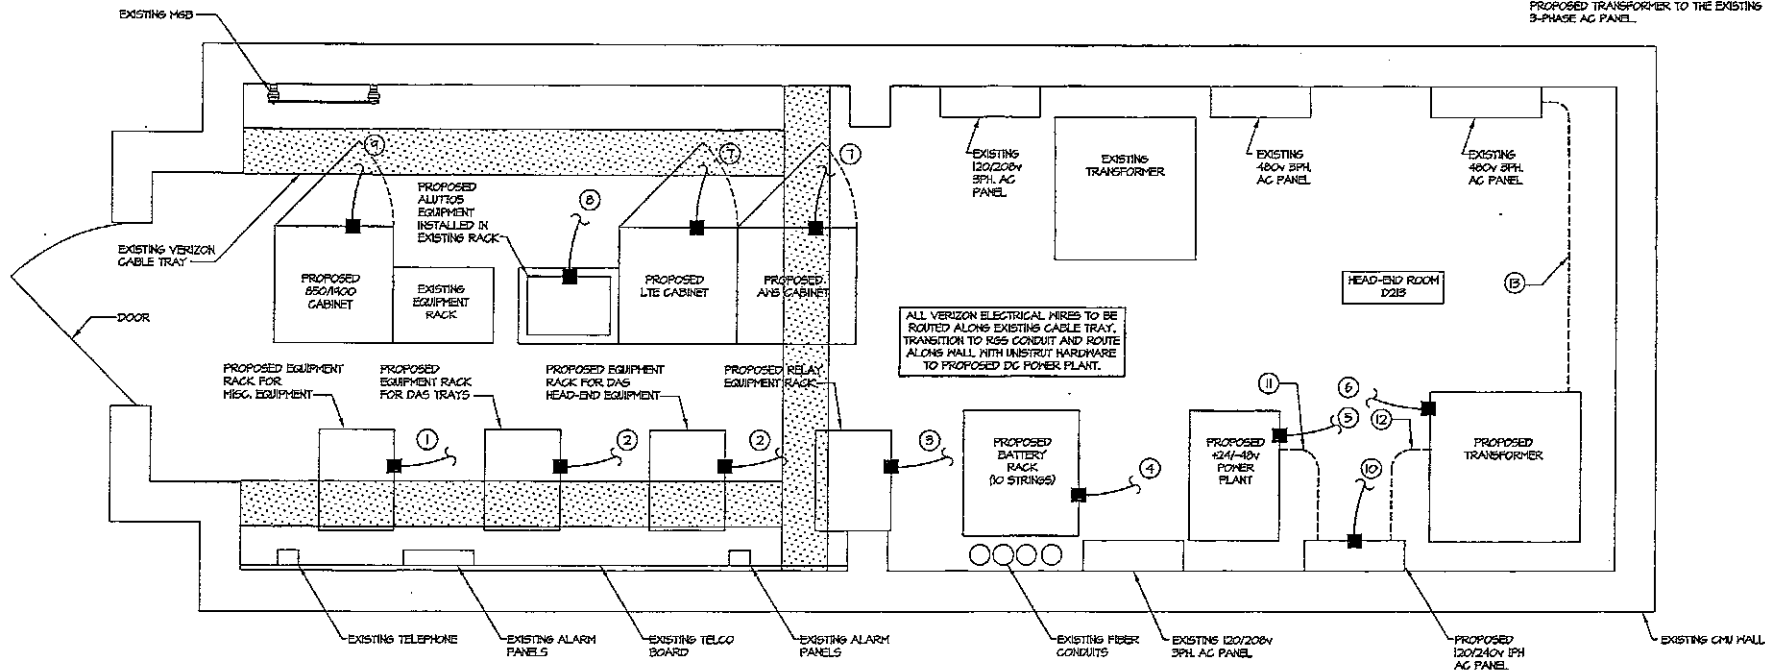 PROPOSED TRANSFORMER TO THE EXISTING
3-PHASE AC PANEL.
EXISTING MGB
9
7
7
EXISTING
120/208V
3PH. AC
PANEL
EXISTING
TRANSFORMER
EXISTING
480V 3PH.
AC PANEL
EXISTING
480V 3PH.
AC PANEL
PROPOSED
ALU7705
EQUIPMENT
INSTALLED IN
EXISTING RACK
8
EXISTING VERIZON
CABLE TRAY
PROPOSED
850/1900
CABINET
EXISTING
EQUIPMENT
RACK
PROPOSED
LTE CABINET
PROPOSED
AWS CABINET
HEAD-END ROOM
D213
13
DOOR
ALL VERIZON ELECTRICAL WIRES TO BE
ROUTED ALONG EXISTING CABLE TRAY.
TRANSITION TO RGS CONDUIT AND ROUTE
ALONG WALL WITH UNISTRUT HARDWARE
TO PROPOSED DC POWER PLANT.
PROPOSED EQUIPMENT
RACK FOR
MISC. EQUIPMENT
PROPOSED
EQUIPMENT RACK
FOR DAS TRAYS
PROPOSED EQUIPMENT
RACK FOR DAS
HEAD-END EQUIPMENT
PROPOSED RELAY
EQUIPMENT RACK
11
6
5
12
1
2
2
3
4
10
PROPOSED
BATTERY
RACK
(10 STRINGS)
PROPOSED
+24/-48V
POWER
PLANT
PROPOSED
TRANSFORMER
EXISTING TELEPHONE
EXISTING ALARM
PANELS
EXISTING TELCO
BOARD
EXISTING ALARM
PANELS
EXISTING FIBER
CONDUITS
EXISTING 120/208V
3PH. AC PANEL
PROPOSED
120/240V 1PH
AC PANEL
EXISTING CMU WALL